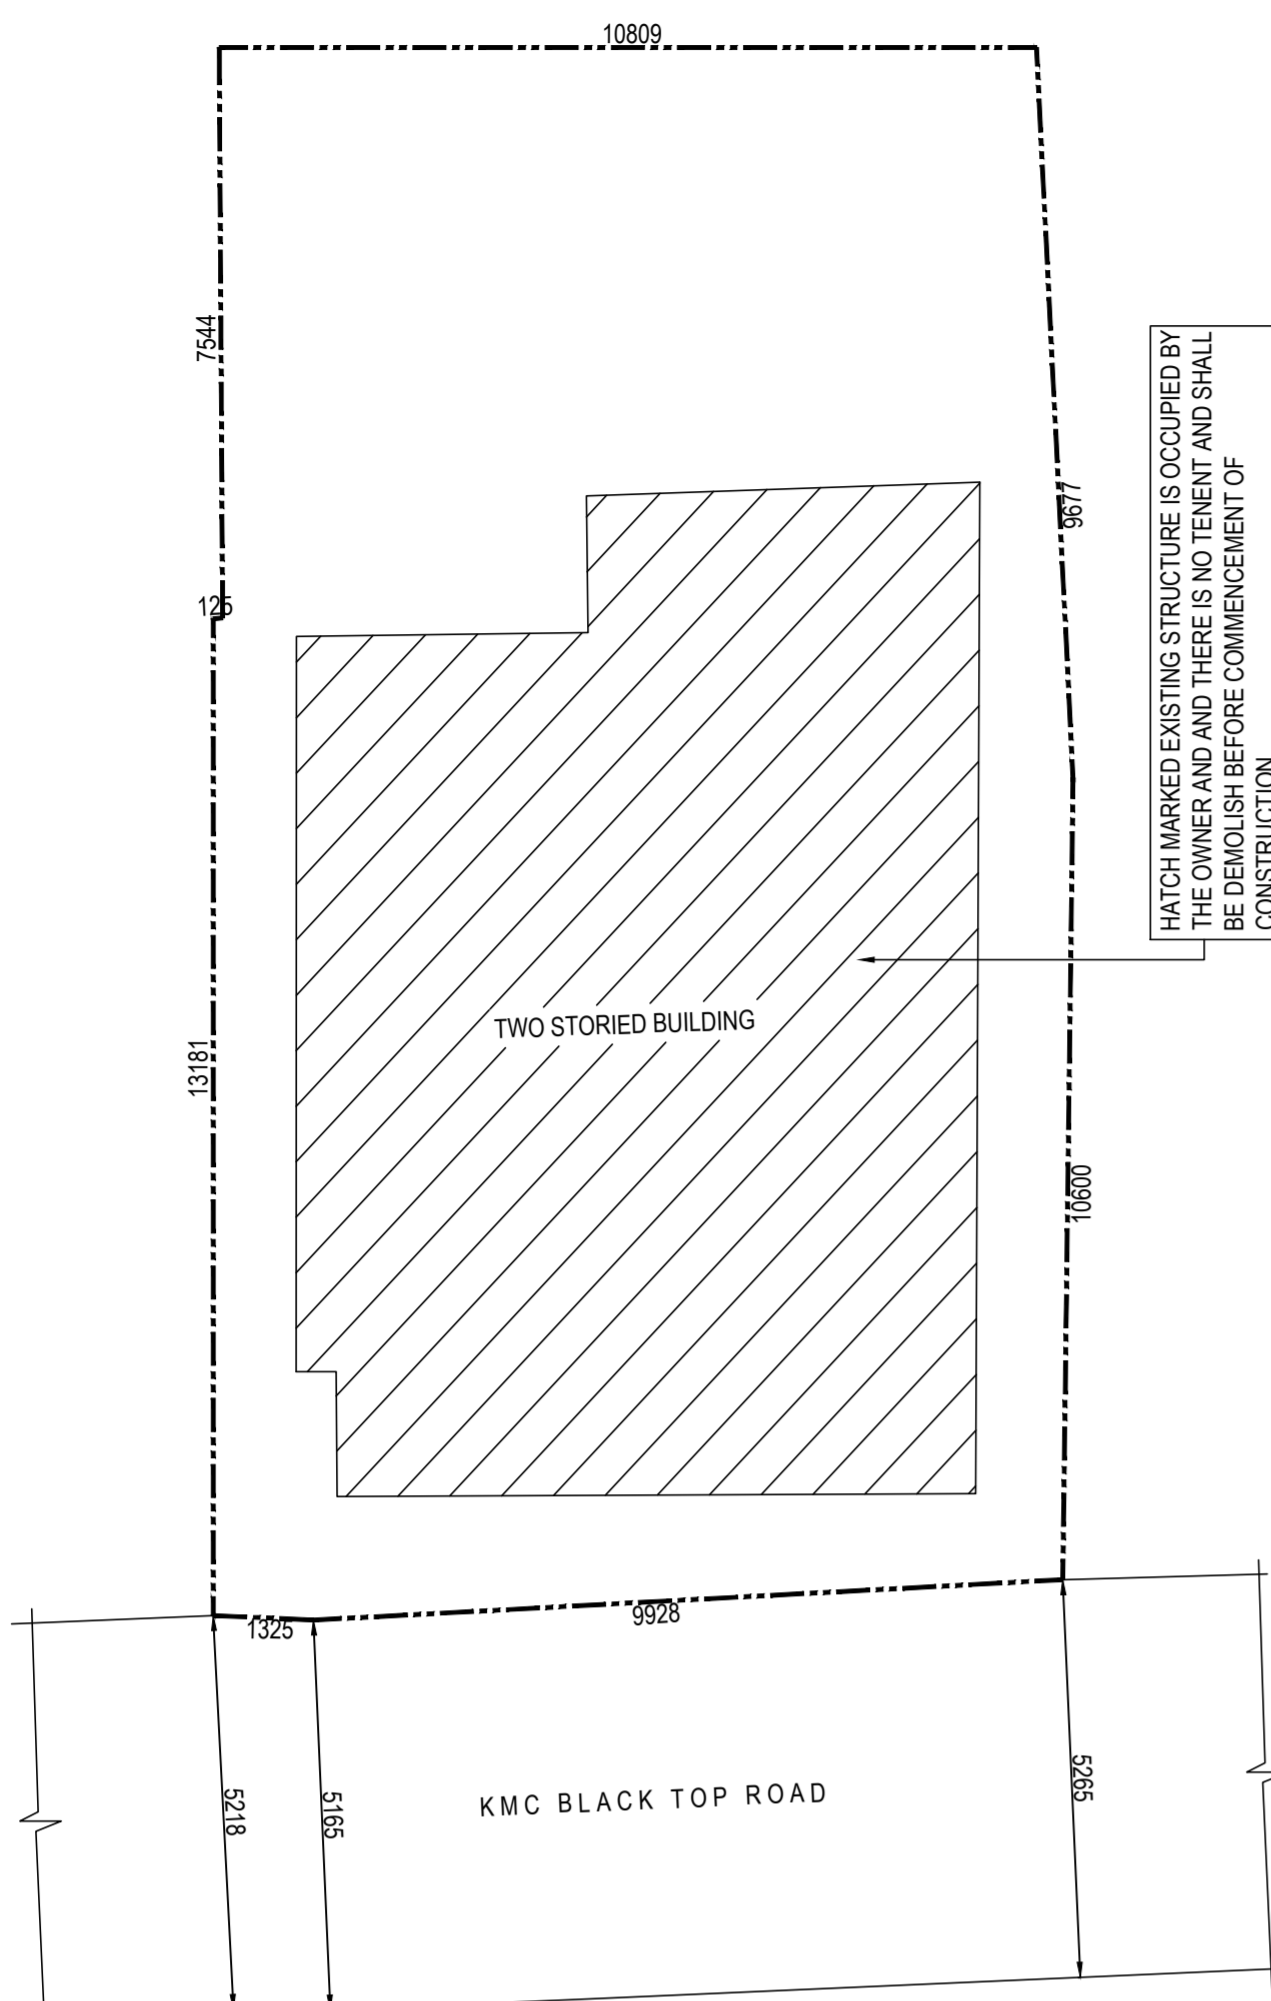 10809
7544
9677
125
HATCH MARKED EXISTING STRUCTURE IS OCCUPIED BY
THE OWNER AND AND THERE IS NO TENENT AND SHALL
BE DEMOLISH BEFORE COMMENCEMENT OF
CONSTRUCTION
TWO STORIED BUILDING
13181
10600
1325
9928
5218
5165
5265
KMC BLACK TOP ROAD